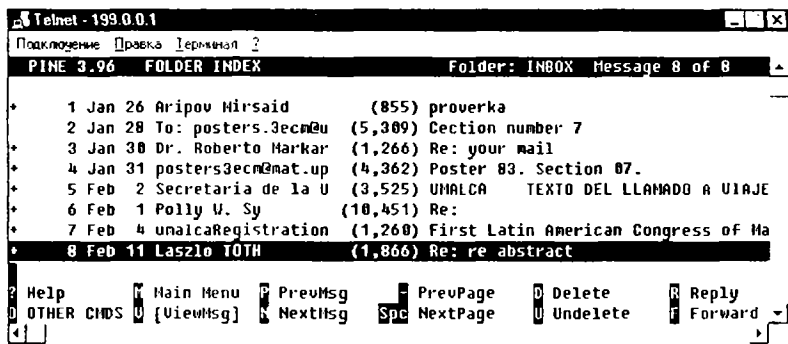 Telnet - 199.0.0.1
Подключение Правка Терминал ?
PINE 3.96 FOLDER INDEX Folder: INBOX Message 8 of 8
+ 1 Jan 26 Aripov Mirsaid (855) proverka
2 Jan 28 To: posters.3ecm@u (5,309) Cection number 7
+ 3 Jan 30 Dr. Roberto Markar (1,266) Re: your mail
+ 4 Jan 31 posters3ecm@mat.up (4,362) Poster 83. Section 07.
+ 5 Feb 2 Secretaria de la U (3,525) UMALCA TEXTO DEL LLAMADO A VIAJE
+ 6 Feb 1 Polly W. Sy (10,451) Re:
+ 7 Feb 4 umalcaRegistration (1,260) First Latin American Congress of Ma
+ 8 Feb 11 Laszlo TOTH (1,866) Re: re abstract
? Help M Main Menu P PrevMsg - PrevPage D Delete R Reply
O OTHER CMDS V [ViewMsg] N NextMsg Spc NextPage U Undelete F Forward